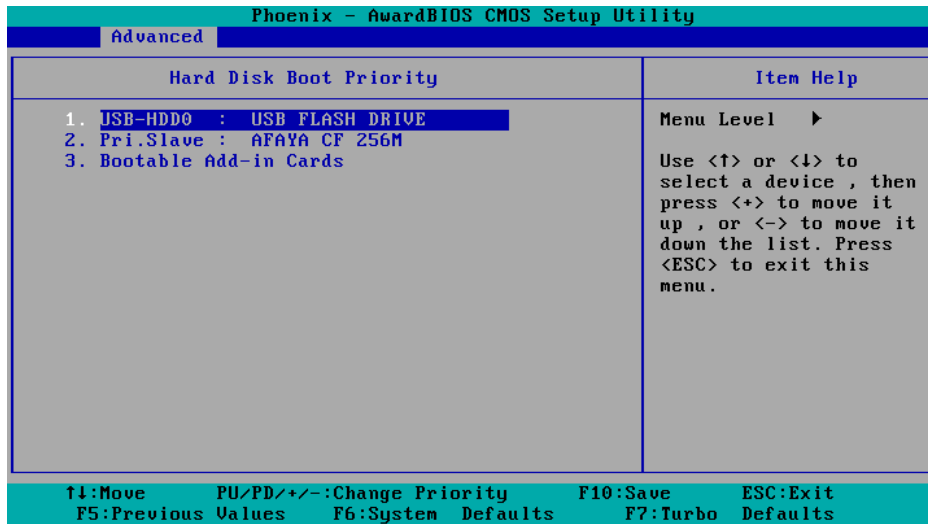 Phoenix - AwardBIOS CMOS Setup Utility
Advanced
Hard Disk Boot Priority
1. USB-HDD0 : USB FLASH DRIVE
2. Pri.Slave : AFAYA CF 256M
3. Bootable Add-in Cards
Item Help
Menu Level ▶
Use <↑> or <↓> to
select a device , then
press <+> to move it
up , or <-> to move it
down the list. Press
<ESC> to exit this
menu.
↑↓:Move PU/PD/+/-:Change Priority F10:Save ESC:Exit
F5:Previous Values F6:System Defaults F7:Turbo Defaults